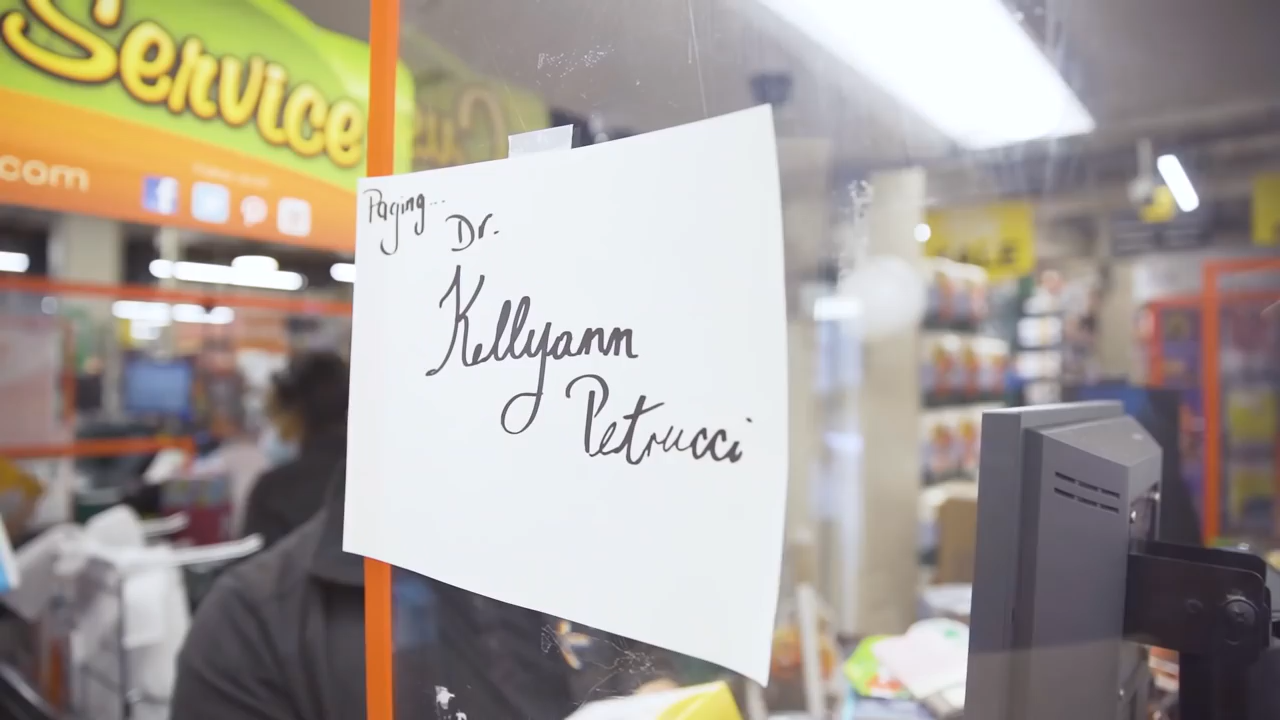 Service
.com
Paging...
Dr.
Kellyann
Petrucci